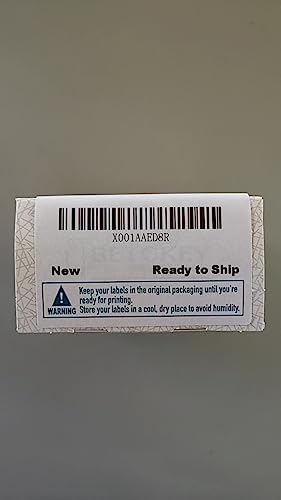 X001AAED8R
BETCKEY
New Ready to Ship
Keep your labels in the original packaging until you're
ready for printing.
WARNING Store your labels in a cool, dry place to avoid humidity.